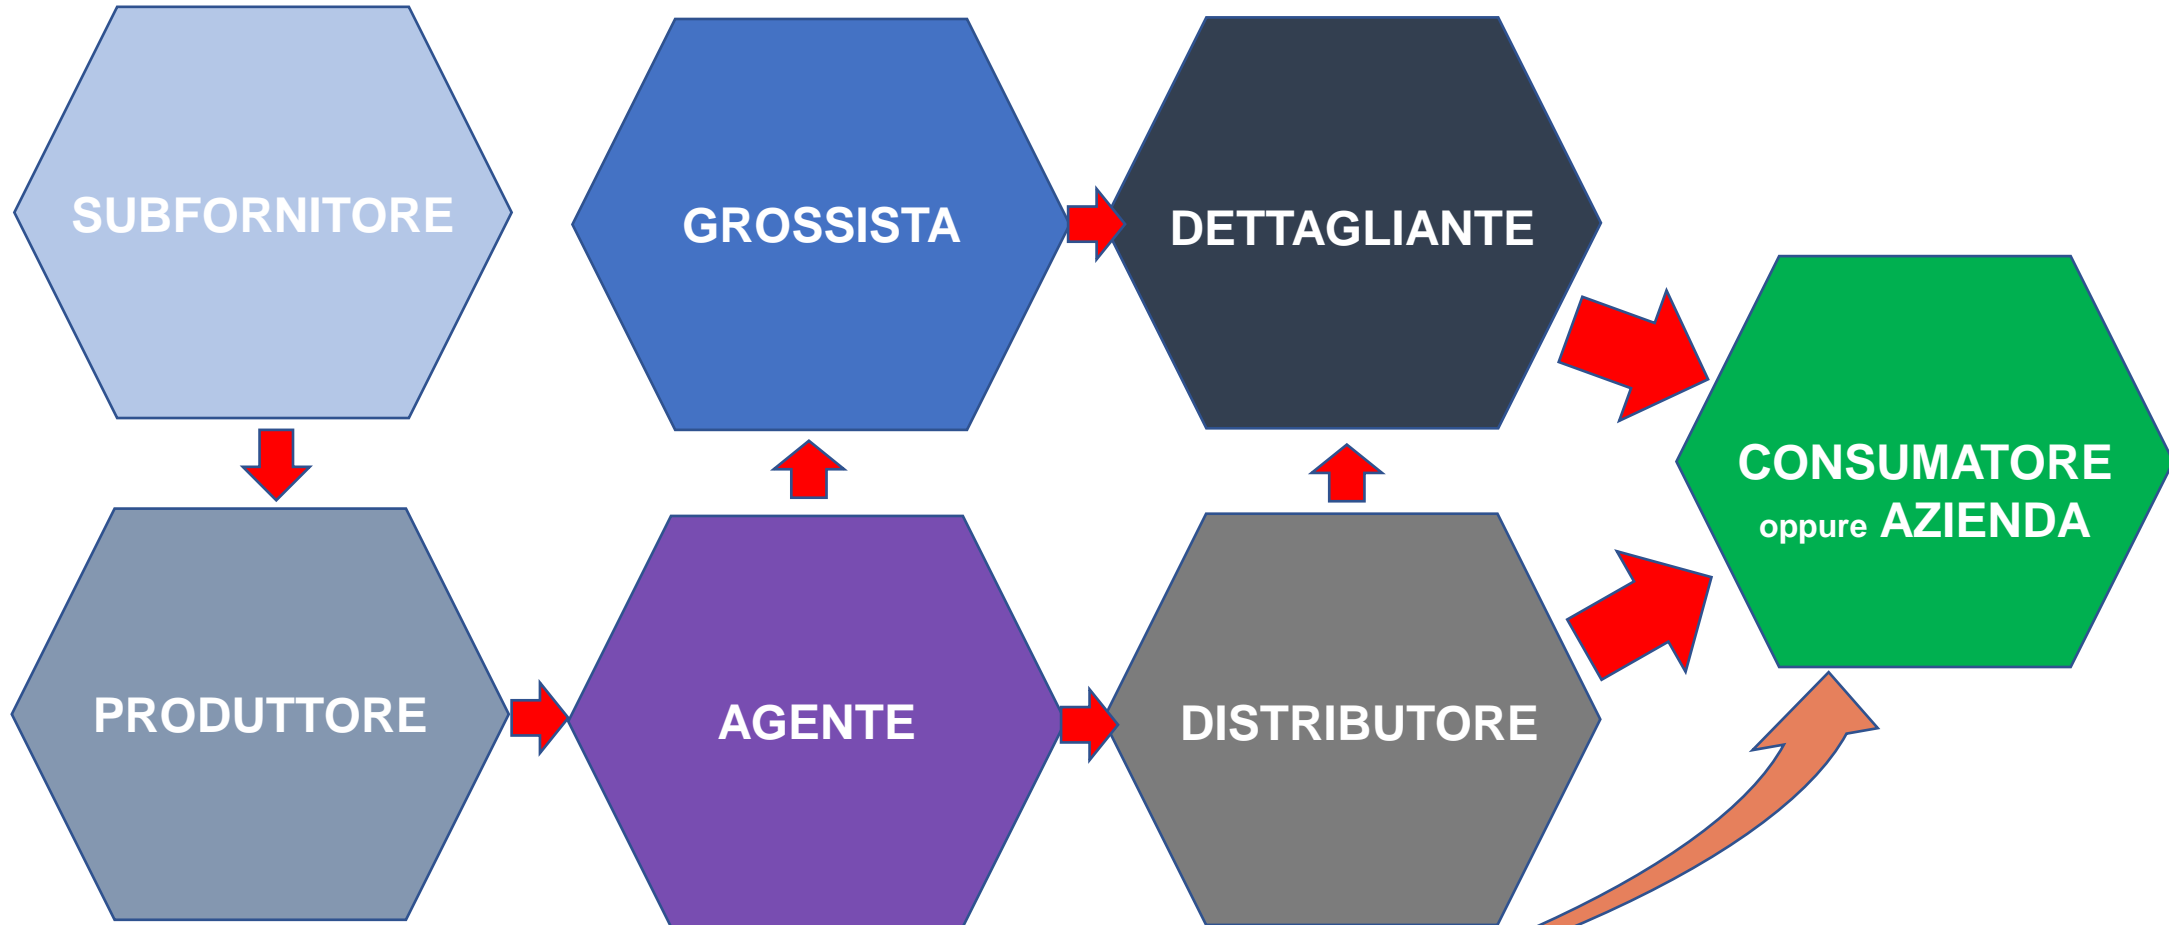 SUBFORNITORE
GROSSISTA
DETTAGLIANTE
CONSUMATORE
oppure AZIENDA
PRODUTTORE
AGENTE
DISTRIBUTORE